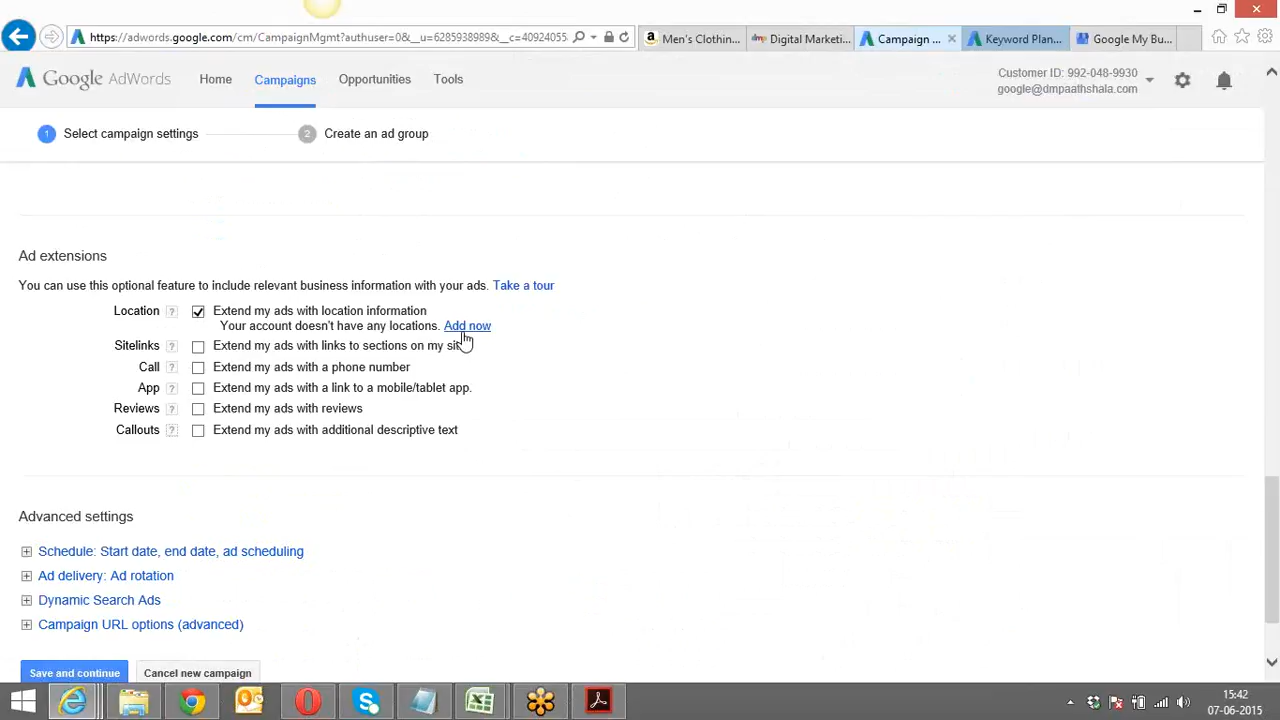 https://adwords.google.com/cm/CampaignMgmt?authuser=0&__u=6285938989&__c=40924055...
Men's Clothin...
Digital Marketi...
Campaign ...
Keyword Plan...
Google My Bu...
Google AdWords
Home
Campaigns
Opportunities
Tools
Customer ID: 992-048-9930
google@dmpaathshala.com
1 Select campaign settings
2 Create an ad group
Ad extensions
You can use this optional feature to include relevant business information with your ads. Take a tour
Location ? Extend my ads with location information
Your account doesn't have any locations. Add now
Sitelinks ? Extend my ads with links to sections on my sit
Call ? Extend my ads with a phone number
App ? Extend my ads with a link to a mobile/tablet app.
Reviews ? Extend my ads with reviews
Callouts ? Extend my ads with additional descriptive text
Advanced settings
Schedule: Start date, end date, ad scheduling
Ad delivery: Ad rotation
Dynamic Search Ads
Campaign URL options (advanced)
Save and continue
Cancel new campaign
15:42
07-06-2015